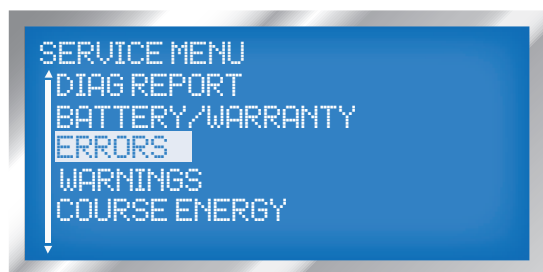 SERVICE MENU
DIAG REPORT
BATTERY/WARRANTY
ERRORS
WARNINGS
COURSE ENERGY